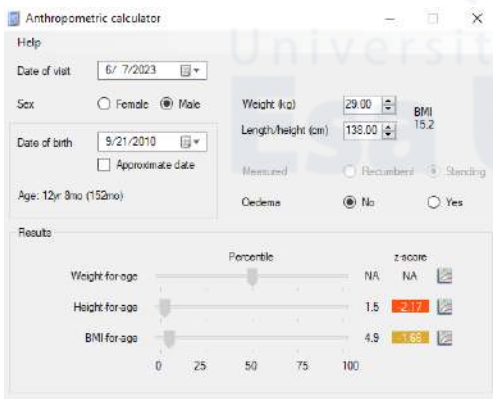 Anthropometric calculator
Help
Date of visit 6/ 7/2023
Sex Female Male
Weight (kg) 29.00
BMI
15.2
Length/height (cm) 138.00
Date of birth 9/21/2010
Approximate date
Measured Recumbent Standing
Age: 12yr 8mo (152mo)
Oedema No Yes
Results
Percentile z-score
Weight-for-age NA NA
Height-for-age 1.5 -2.17
BMI-for-age 4.9 -1.66
0 25 50 75 100
Universit
Esa U